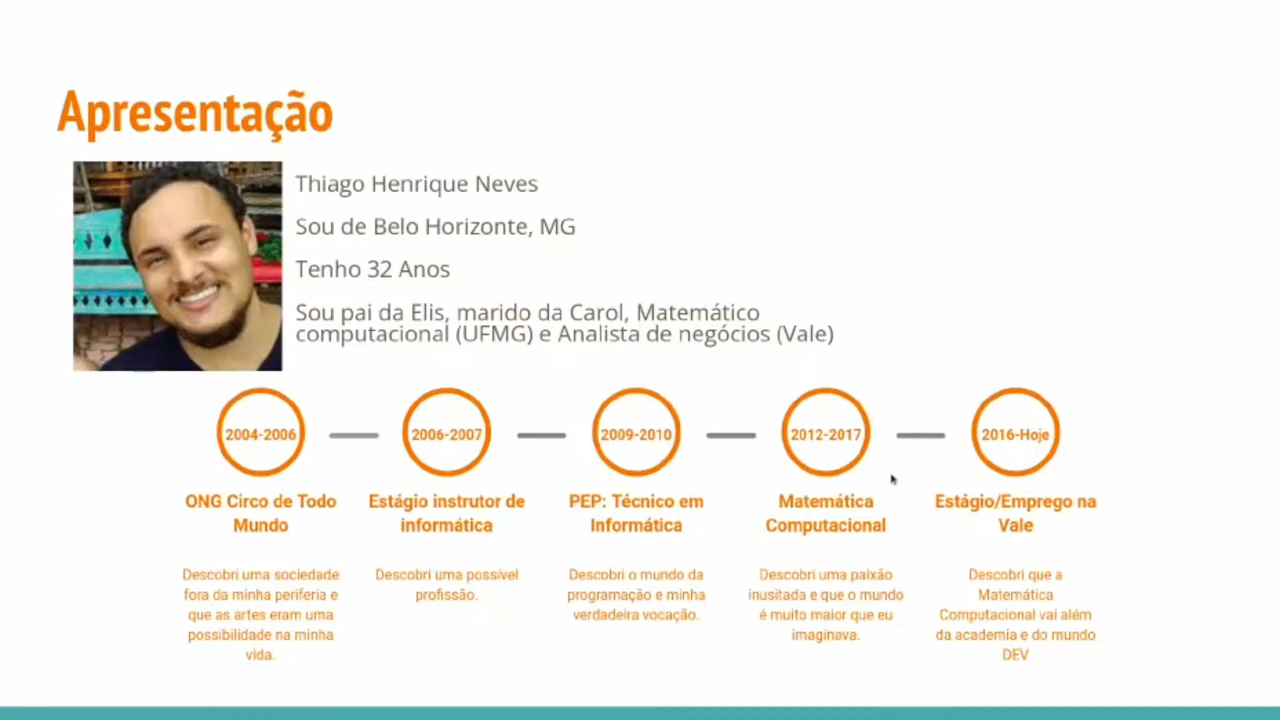 Apresentação
Thiago Henrique Neves
Sou de Belo Horizonte, MG
Tenho 32 Anos
Sou pai da Elis, marido da Carol, Matemático
computacional (UFMG) e Analista de negócios (Vale)
2004-2006
ONG Circo de Todo
Mundo
Descobri uma sociedade
fora da minha periferia e
que as artes eram uma
possibilidade na minha
vida.
2006-2007
Estágio instrutor de
informática
Descobri uma possível
profissão.
2009-2010
PEP: Técnico em
Informática
Descobri o mundo da
programação e minha
verdadeira vocação.
2012-2017
Matemática
Computacional
Descobri uma paixão
inusitada e que o mundo
é muito maior que eu
imaginava.
2016-Hoje
Estágio/Emprego na
Vale
Descobri que a
Matemática
Computacional vai além
da academia e do mundo
DEV